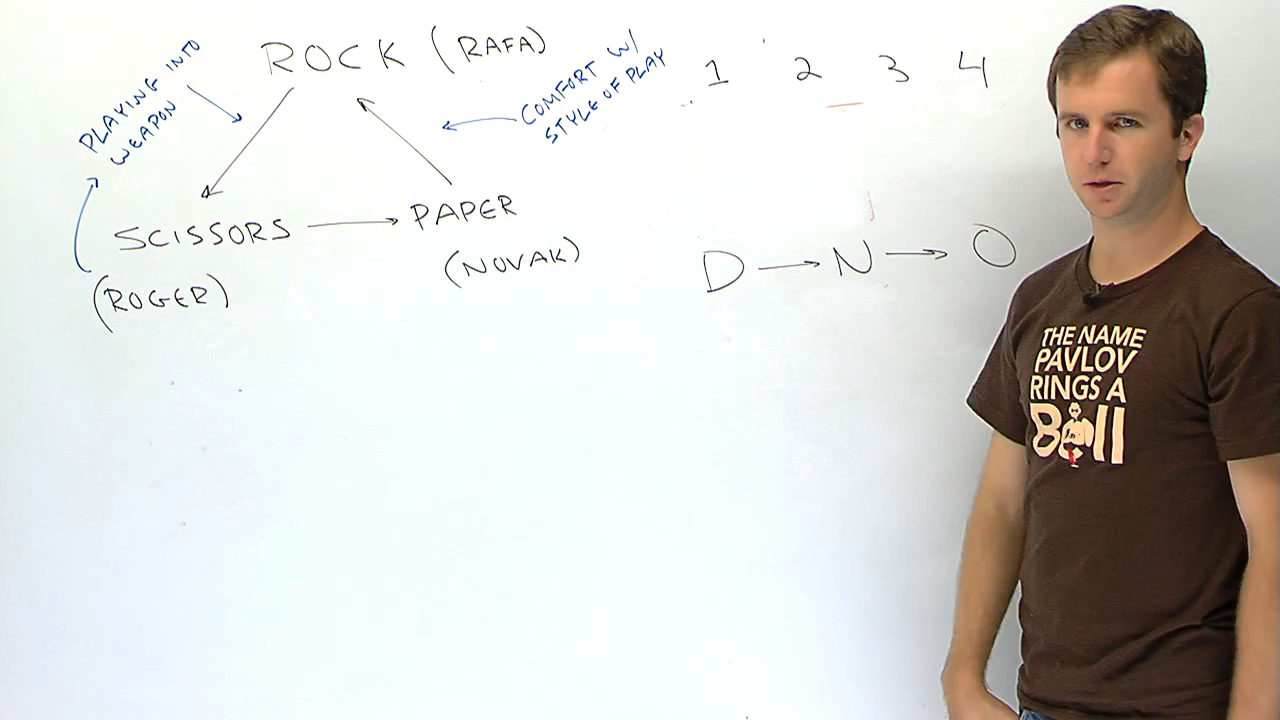 ROCK (RAFA)
PLAYING INTO
WEAPON
COMFORT W/
STYLE OF PLAY
SCISSORS
PAPER
(ROGER)
(NOVAK)
1 2 3 4
D → N → O
THE NAME
PAVLOV
RINGS A
Bell